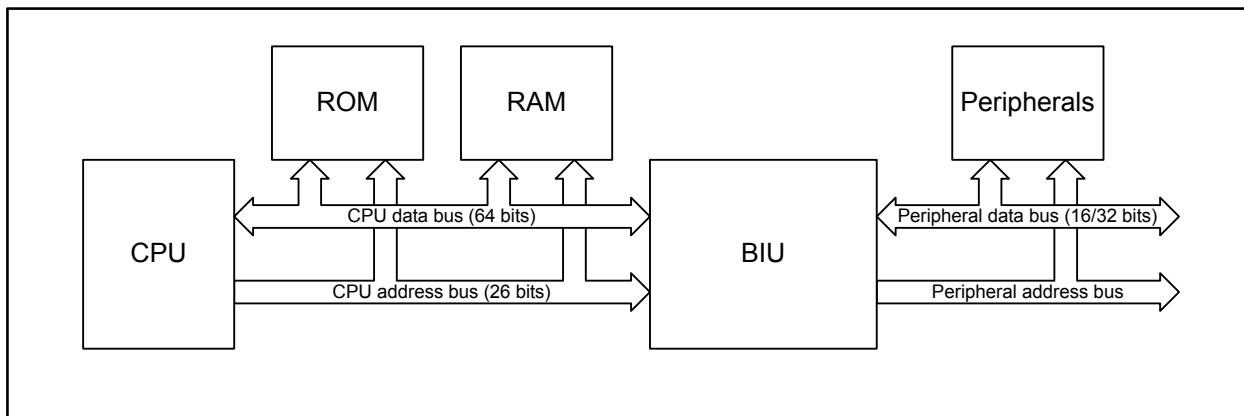 ROM
RAM
Peripherals
CPU data bus (64 bits)
Peripheral data bus (16/32 bits)
CPU
BIU
CPU address bus (26 bits)
Peripheral address bus